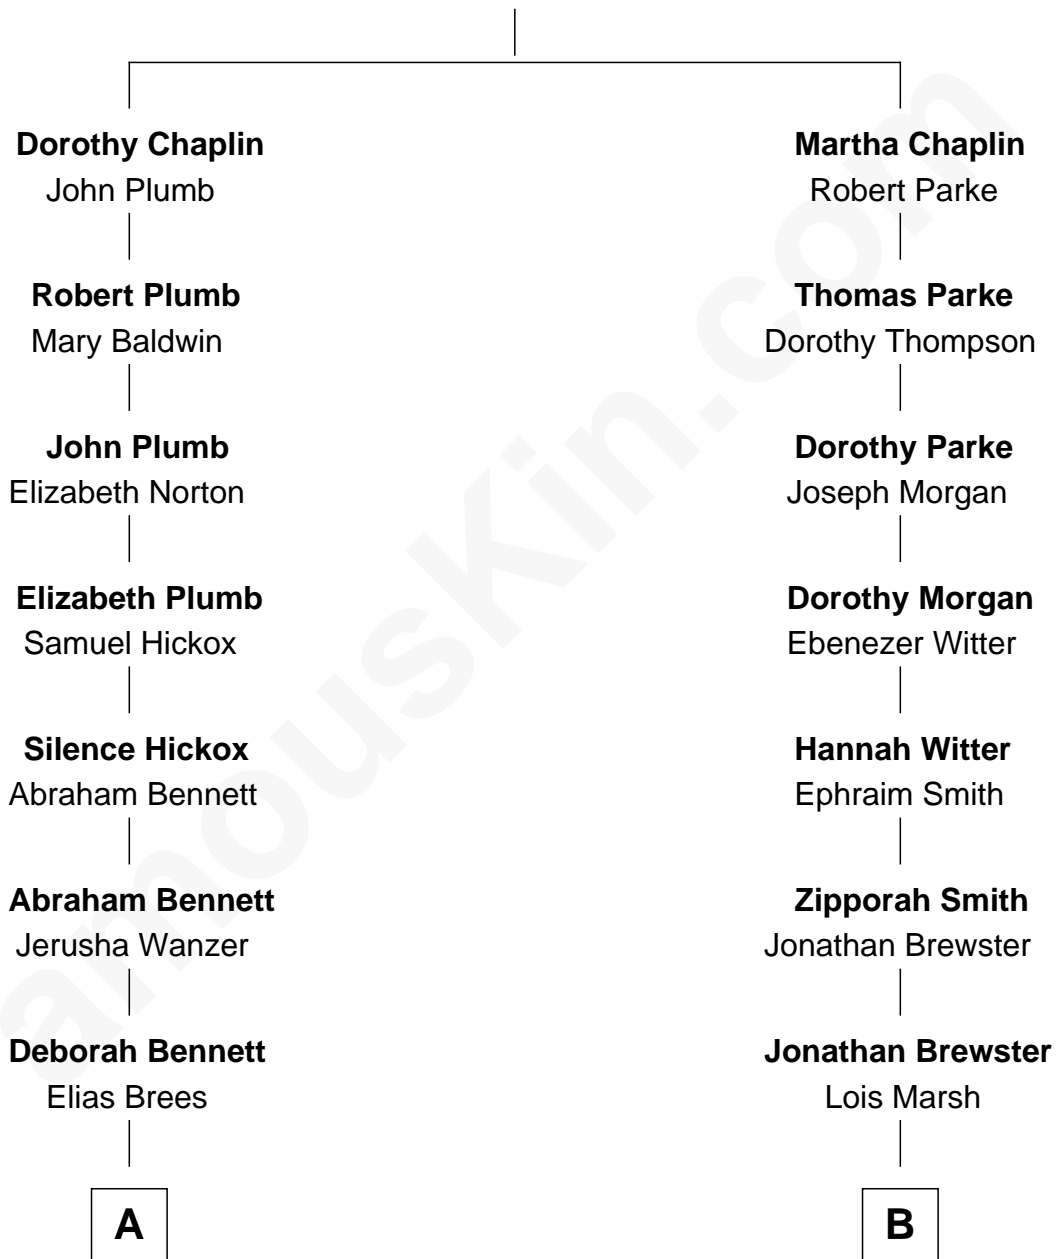 Dorothy Chaplin
John Plumb
Martha Chaplin
Robert Parke
Robert Plumb
Mary Baldwin
Thomas Parke
Dorothy Thompson
John Plumb
Elizabeth Norton
Dorothy Parke
Joseph Morgan
Elizabeth Plumb
Samuel Hickox
Dorothy Morgan
Ebenezer Witter
Silence Hickox
Abraham Bennett
Hannah Witter
Ephraim Smith
Abraham Bennett
Jerusha Wanzer
Zipporah Smith
Jonathan Brewster
Deborah Bennett
Elias Brees
Jonathan Brewster
Lois Marsh
A
B
amouskin.com